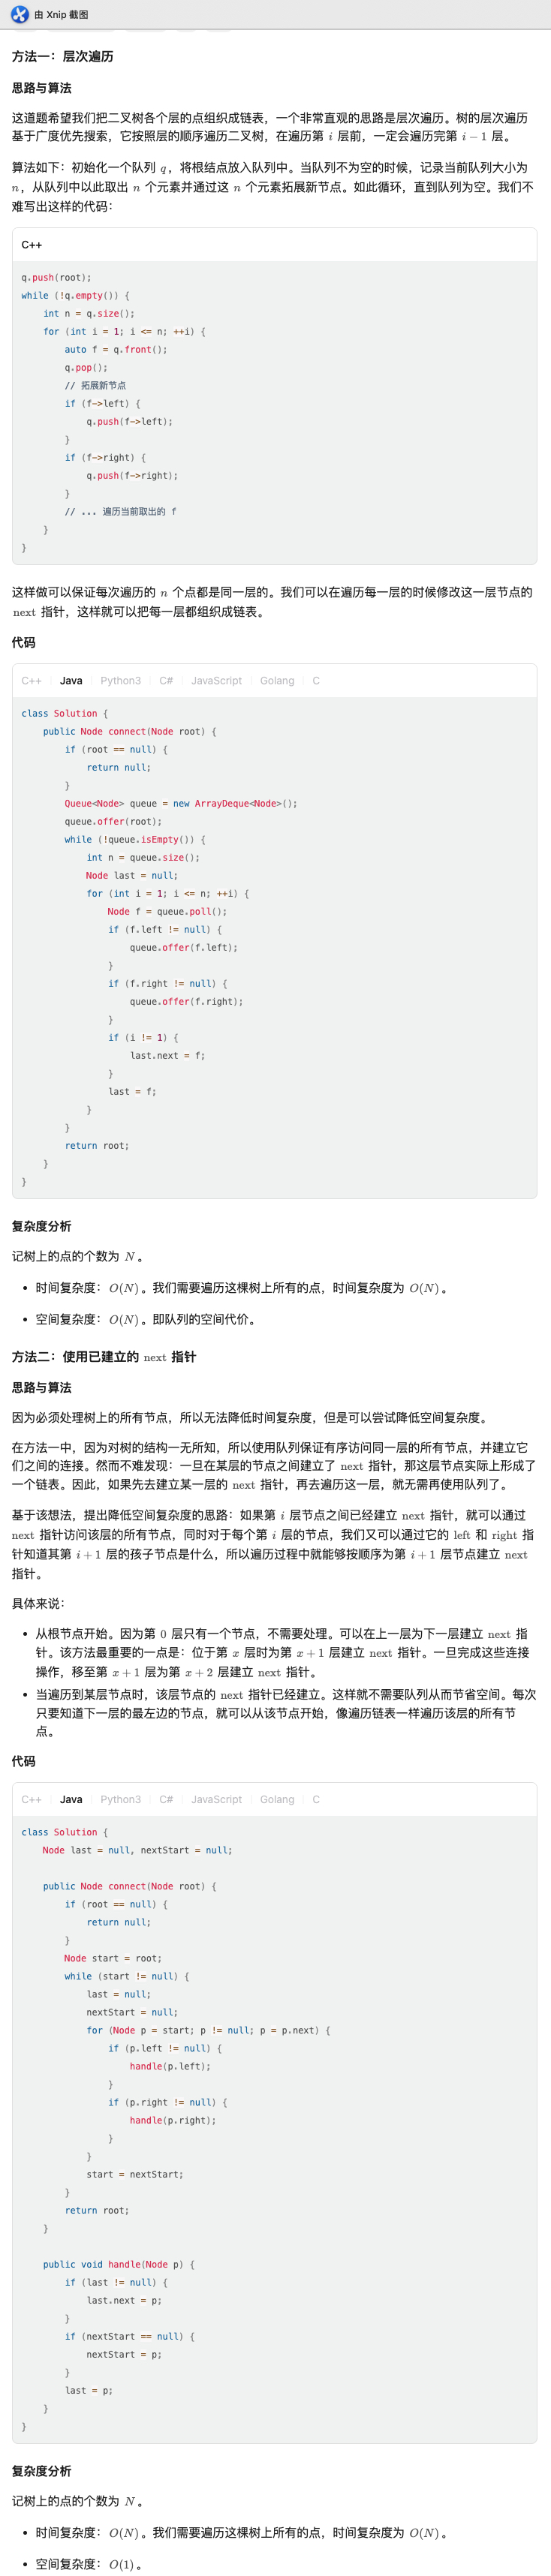 由 Xnip 截图
方法一：层次遍历
思路与算法
这道题希望我们把二叉树各个层的点组织成链表，一个非常直观的思路是层次遍历。树的层次遍历
基于广度优先搜索，它按照层的顺序遍历二叉树，在遍历第 i 层前，一定会遍历完第 i − 1 层。
算法如下：初始化一个队列 q，将根结点放入队列中。当队列不为空的时候，记录当前队列大小为
n，从队列中以此取出 n 个元素并通过这 n 个元素拓展新节点。如此循环，直到队列为空。我们不
难写出这样的代码：
C++
q.push(root);
while (!q.empty()) {
    int n = q.size();
    for (int i = 1; i <= n; ++i) {
        auto f = q.front();
        q.pop();
        // 拓展新节点
        if (f->left) {
            q.push(f->left);
        }
        if (f->right) {
            q.push(f->right);
        }
        // ... 遍历当前取出的 f
    }
}
这样做可以保证每次遍历的 n 个点都是同一层的。我们可以在遍历每一层的时候修改这一层节点的
next 指针，这样就可以把每一层都组织成链表。
代码
C++ Java Python3 C# JavaScript Golang C
class Solution {
    public Node connect(Node root) {
        if (root == null) {
            return null;
        }
        Queue<Node> queue = new ArrayDeque<Node>();
        queue.offer(root);
        while (!queue.isEmpty()) {
            int n = queue.size();
            Node last = null;
            for (int i = 1; i <= n; ++i) {
                Node f = queue.poll();
                if (f.left != null) {
                    queue.offer(f.left);
                }
                if (f.right != null) {
                    queue.offer(f.right);
                }
                if (i != 1) {
                    last.next = f;
                }
                last = f;
            }
        }
        return root;
    }
}
复杂度分析
记树上的点的个数为 N。
• 时间复杂度：O(N)。我们需要遍历这棵树上所有的点，时间复杂度为 O(N)。
• 空间复杂度：O(N)。即队列的空间代价。
方法二：使用已建立的 next 指针
思路与算法
因为必须处理树上的所有节点，所以无法降低时间复杂度，但是可以尝试降低空间复杂度。
在方法一中，因为对树的结构一无所知，所以使用队列保证有序访问同一层的所有节点，并建立它
们之间的连接。然而不难发现：一旦在某层的节点之间建立了 next 指针，那这层节点实际上形成了
一个链表。因此，如果先去建立某一层的 next 指针，再去遍历这一层，就无需再使用队列了。
基于该想法，提出降低空间复杂度的思路：如果第 i 层节点之间已经建立 next 指针，就可以通过
next 指针访问该层的所有节点，同时对于每个第 i 层的节点，我们又可以通过它的 left 和 right 指
针知道其第 i + 1 层的孩子节点是什么，所以遍历过程中就能够按顺序为第 i + 1 层节点建立 next
指针。
具体来说：
• 从根节点开始。因为第 0 层只有一个节点，不需要处理。可以在上一层为下一层建立 next 指
针。该方法最重要的一点是：位于第 x 层时为第 x + 1 层建立 next 指针。一旦完成这些连接
操作，移至第 x + 1 层为第 x + 2 层建立 next 指针。
• 当遍历到某层节点时，该层节点的 next 指针已经建立。这样就不需要队列从而节省空间。每次
只要知道下一层的最左边的节点，就可以从该节点开始，像遍历链表一样遍历该层的所有节
点。
代码
C++ Java Python3 C# JavaScript Golang C
class Solution {
    Node last = null, nextStart = null;
    public Node connect(Node root) {
        if (root == null) {
            return null;
        }
        Node start = root;
        while (start != null) {
            last = null;
            nextStart = null;
            for (Node p = start; p != null; p = p.next) {
                if (p.left != null) {
                    handle(p.left);
                }
                if (p.right != null) {
                    handle(p.right);
                }
            }
            start = nextStart;
        }
        return root;
    }
    public void handle(Node p) {
        if (last != null) {
            last.next = p;
        }
        if (nextStart == null) {
            nextStart = p;
        }
        last = p;
    }
}
复杂度分析
记树上的点的个数为 N。
• 时间复杂度：O(N)。我们需要遍历这棵树上所有的点，时间复杂度为 O(N)。
• 空间复杂度：O(1)。